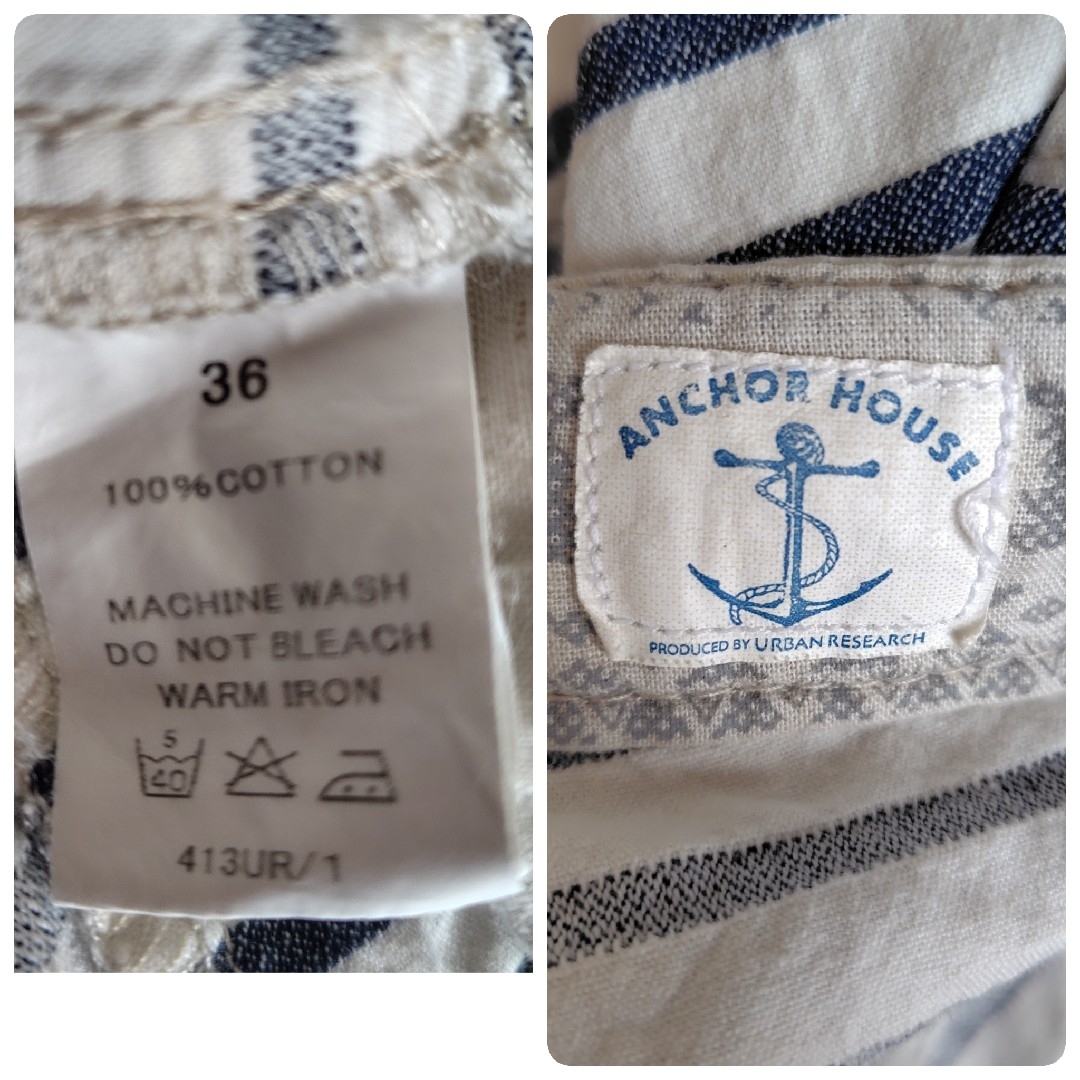 36
100%COTTON
MACHINE WASH
DO NOT BLEACH
WARM IRON
5
40
413UR/1
ANCHOR HOUSE
PRODUCED BY URBAN RESEARCH